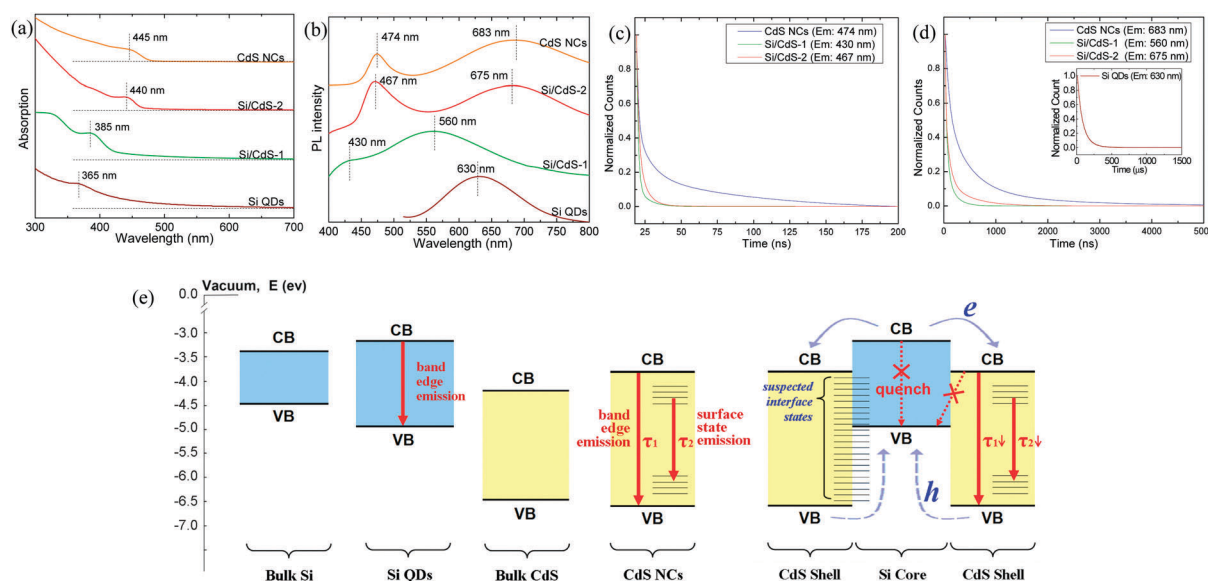 (a)
445 nm
CdS NCs
440 nm
Si/CdS-2
385 nm
Si/CdS-1
365 nm
Si QDs
Absorption
300 400 500 600 700
Wavelength (nm)
(b)
474 nm
683 nm
CdS NCs
467 nm
675 nm
Si/CdS-2
430 nm
560 nm
Si/CdS-1
630 nm
Si QDs
PL intensity
400 450 500 550 600 650 700 750 800
Wavelength (nm)
(c)
CdS NCs (Em: 474 nm)
Si/CdS-1 (Em: 430 nm)
Si/CdS-2 (Em: 467 nm)
Normalized Counts
0.8
0.6
0.4
0.2
0.0
25 50 75 100 125 150 175 200
Time (ns)
(d)
CdS NCs (Em: 683 nm)
Si/CdS-1 (Em: 560 nm)
Si/CdS-2 (Em: 675 nm)
Si QDs (Em: 630 nm)
Normalized Count
1.0
0.8
0.6
0.4
0.2
0.0
0 500 1000 1500
Time (μs)
Normalized Counts
0.8
0.6
0.4
0.2
0.0
0 1000 2000 3000 4000 5000
Time (ns)
(e)
Vacuum, E (ev)
0.0
-3.0
-3.5
-4.0
-4.5
-5.0
-5.5
-6.0
-6.5
-7.0
CB
VB
Bulk Si
CB
band
edge
emission
VB
Si QDs
CB
VB
Bulk CdS
CB
band
edge
emission
τ1
τ2
surface
state
emission
VB
CdS NCs
CB
e
CB
CB
suspected
interface
states
quench
VB
τ1↓
τ2↓
h
VB
VB
CdS Shell
Si Core
CdS Shell